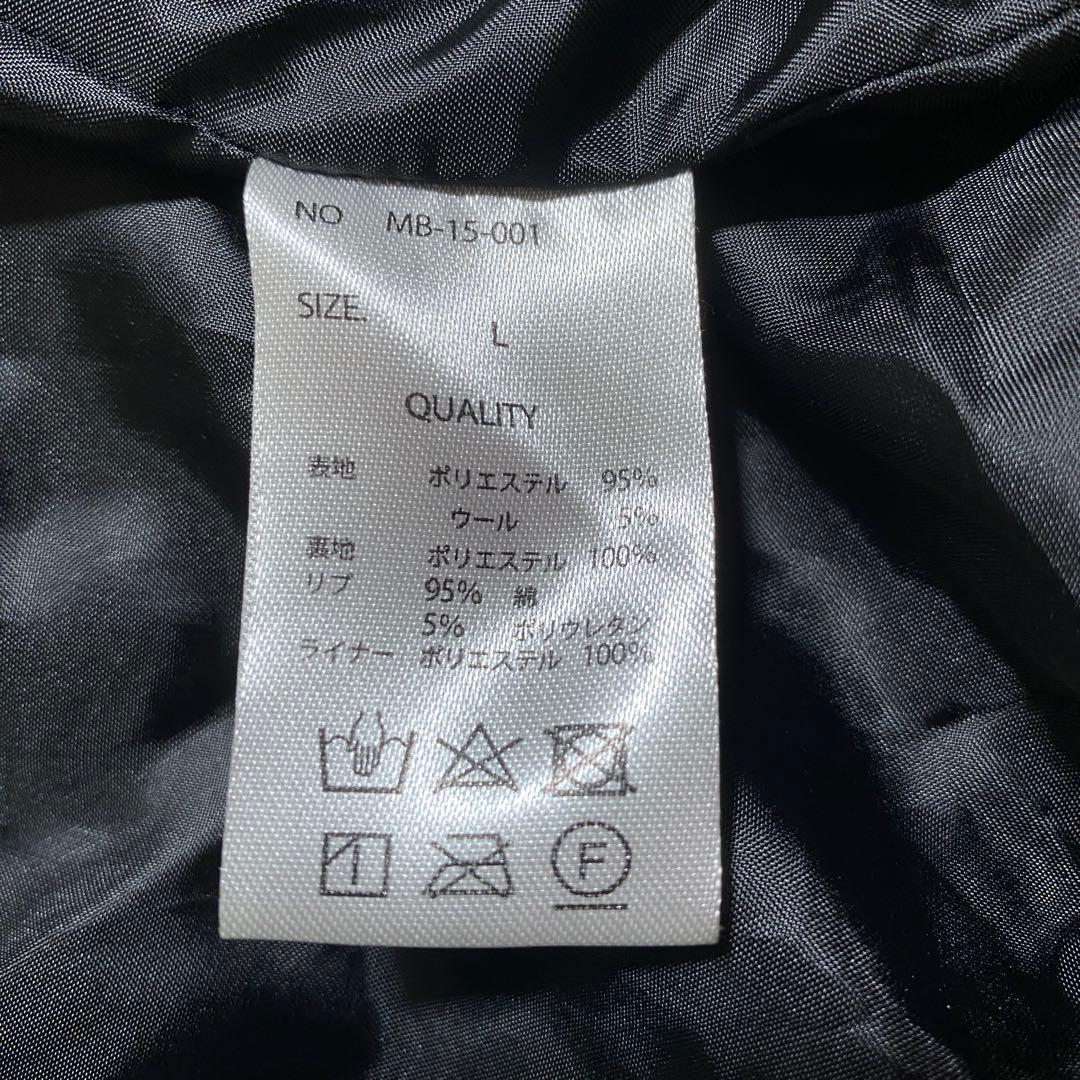 NO MB-15-001
SIZE.
L
QUALITY
表地 ポリエステル 95%
ウール 5%
裏地 ポリエステル 100%
リブ 95% 綿
5% ポリウレタン
ライナー ポリエステル 100%
F